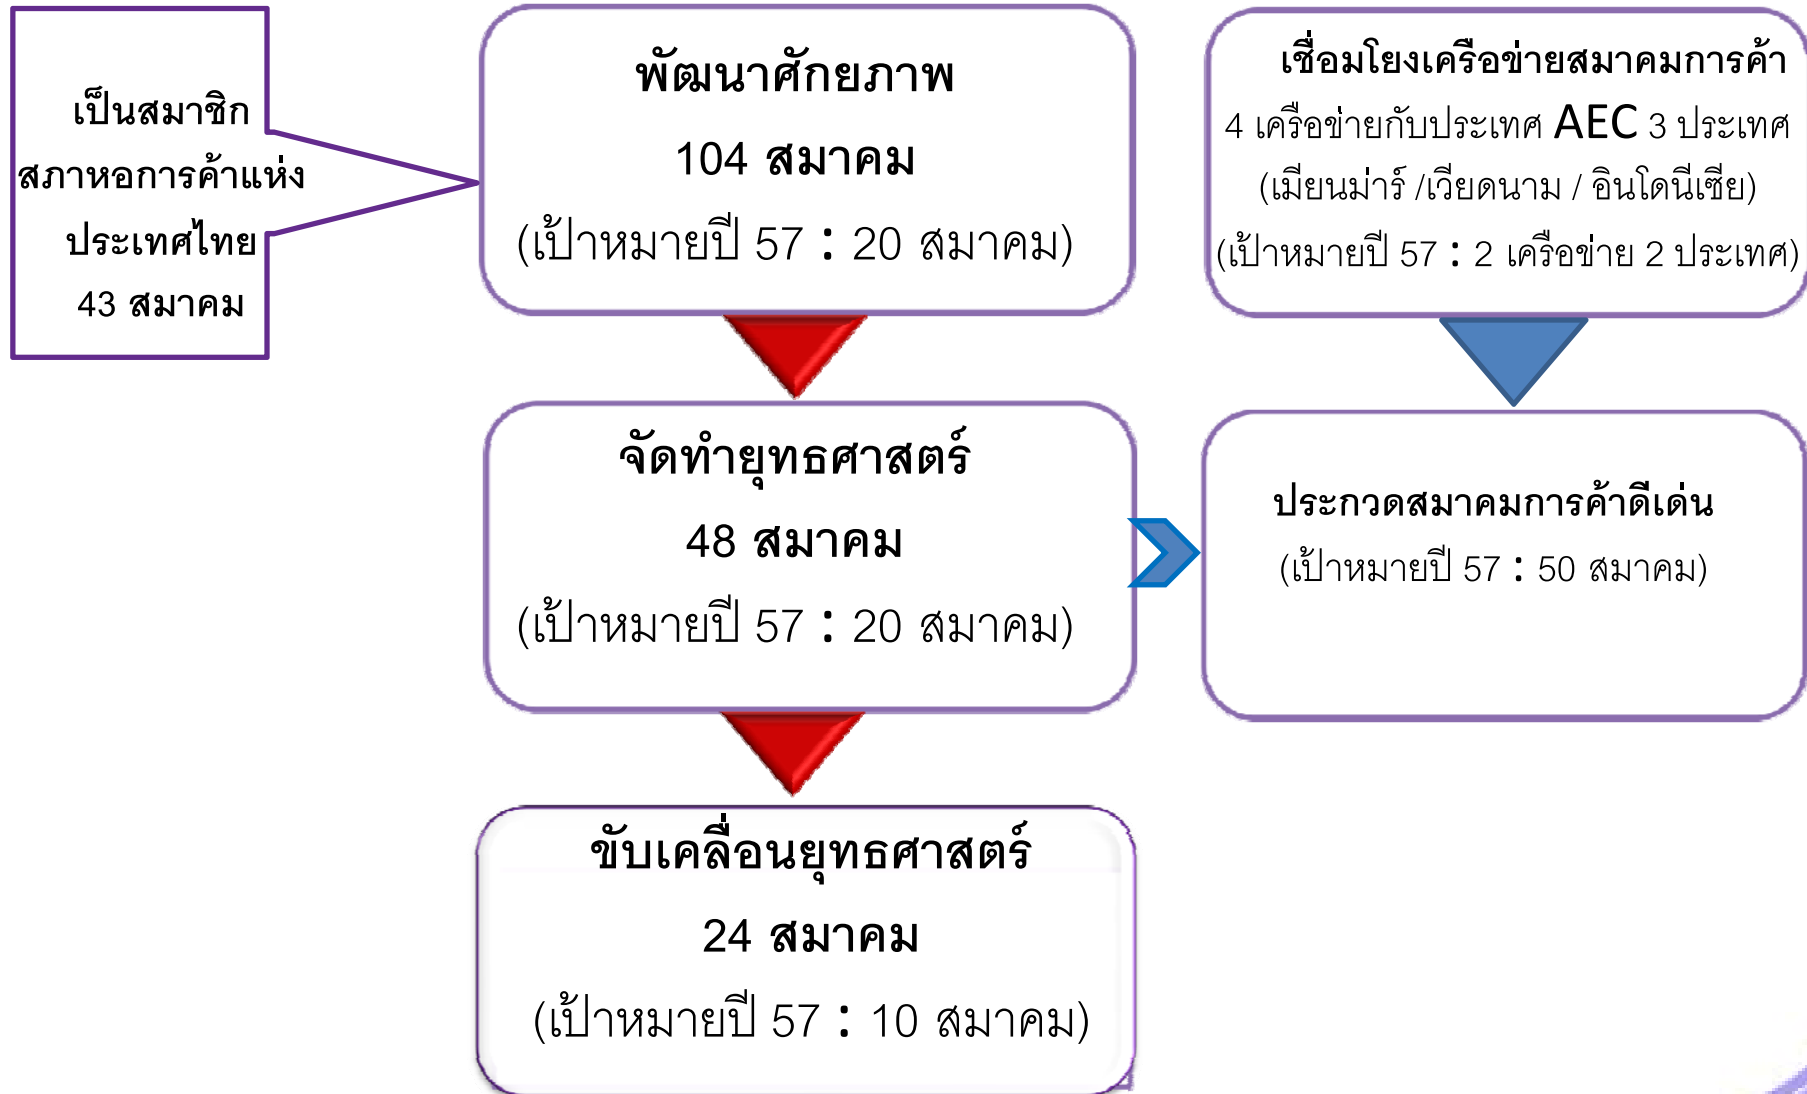 เป็นสมาชิก
สภาหอการค้าแห่ง
ประเทศไทย
43 สมาคม
พัฒนาศักยภาพ
104 สมาคม
(เป้าหมายปี 57 : 20 สมาคม)
เชื่อมโยงเครือข่ายสมาคมการค้า
4 เครือข่ายกับประเทศ AEC 3 ประเทศ
(เมียนม่าร์ /เวียดนาม / อินโดนีเซีย)
(เป้าหมายปี 57 : 2 เครือข่าย 2 ประเทศ)
จัดทำยุทธศาสตร์
48 สมาคม
(เป้าหมายปี 57 : 20 สมาคม)
ประกวดสมาคมการค้าดีเด่น
(เป้าหมายปี 57 : 50 สมาคม)
ขับเคลื่อนยุทธศาสตร์
24 สมาคม
(เป้าหมายปี 57 : 10 สมาคม)